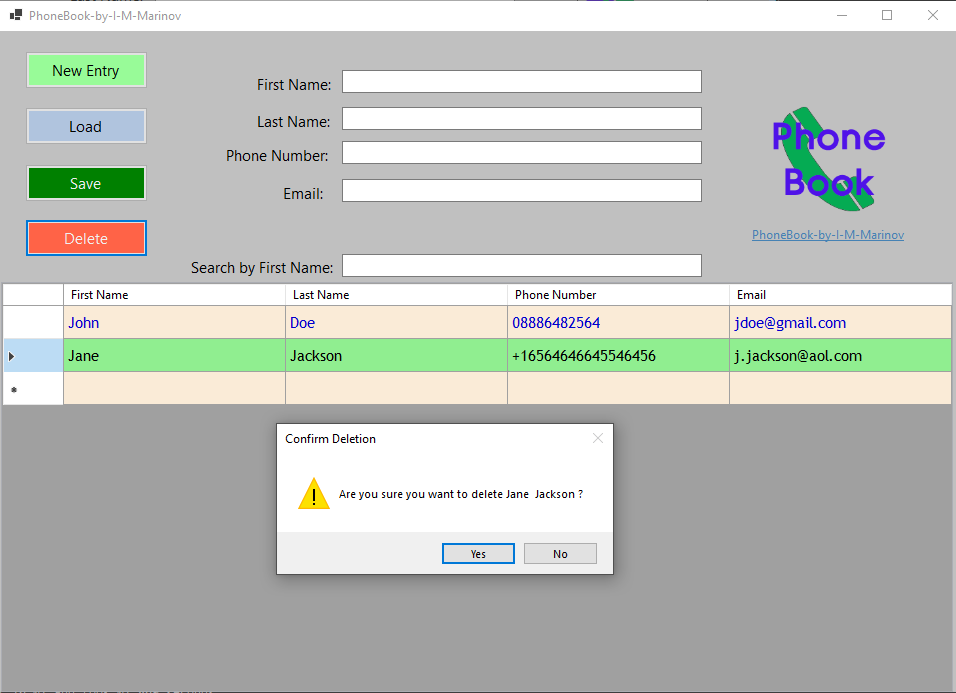 PhoneBook-by-I-M-Marinov
New Entry
Load
Save
Delete
First Name:
Last Name:
Phone Number:
Email:
Search by First Name:
Phone
Book
PhoneBook-by-I-M-Marinov
First Name Last Name Phone Number Email
John Doe 08886482564 jdoe@gmail.com
Jane Jackson +16564646645546456 j.jackson@aol.com
Confirm Deletion
Are you sure you want to delete Jane  Jackson ?
Yes No